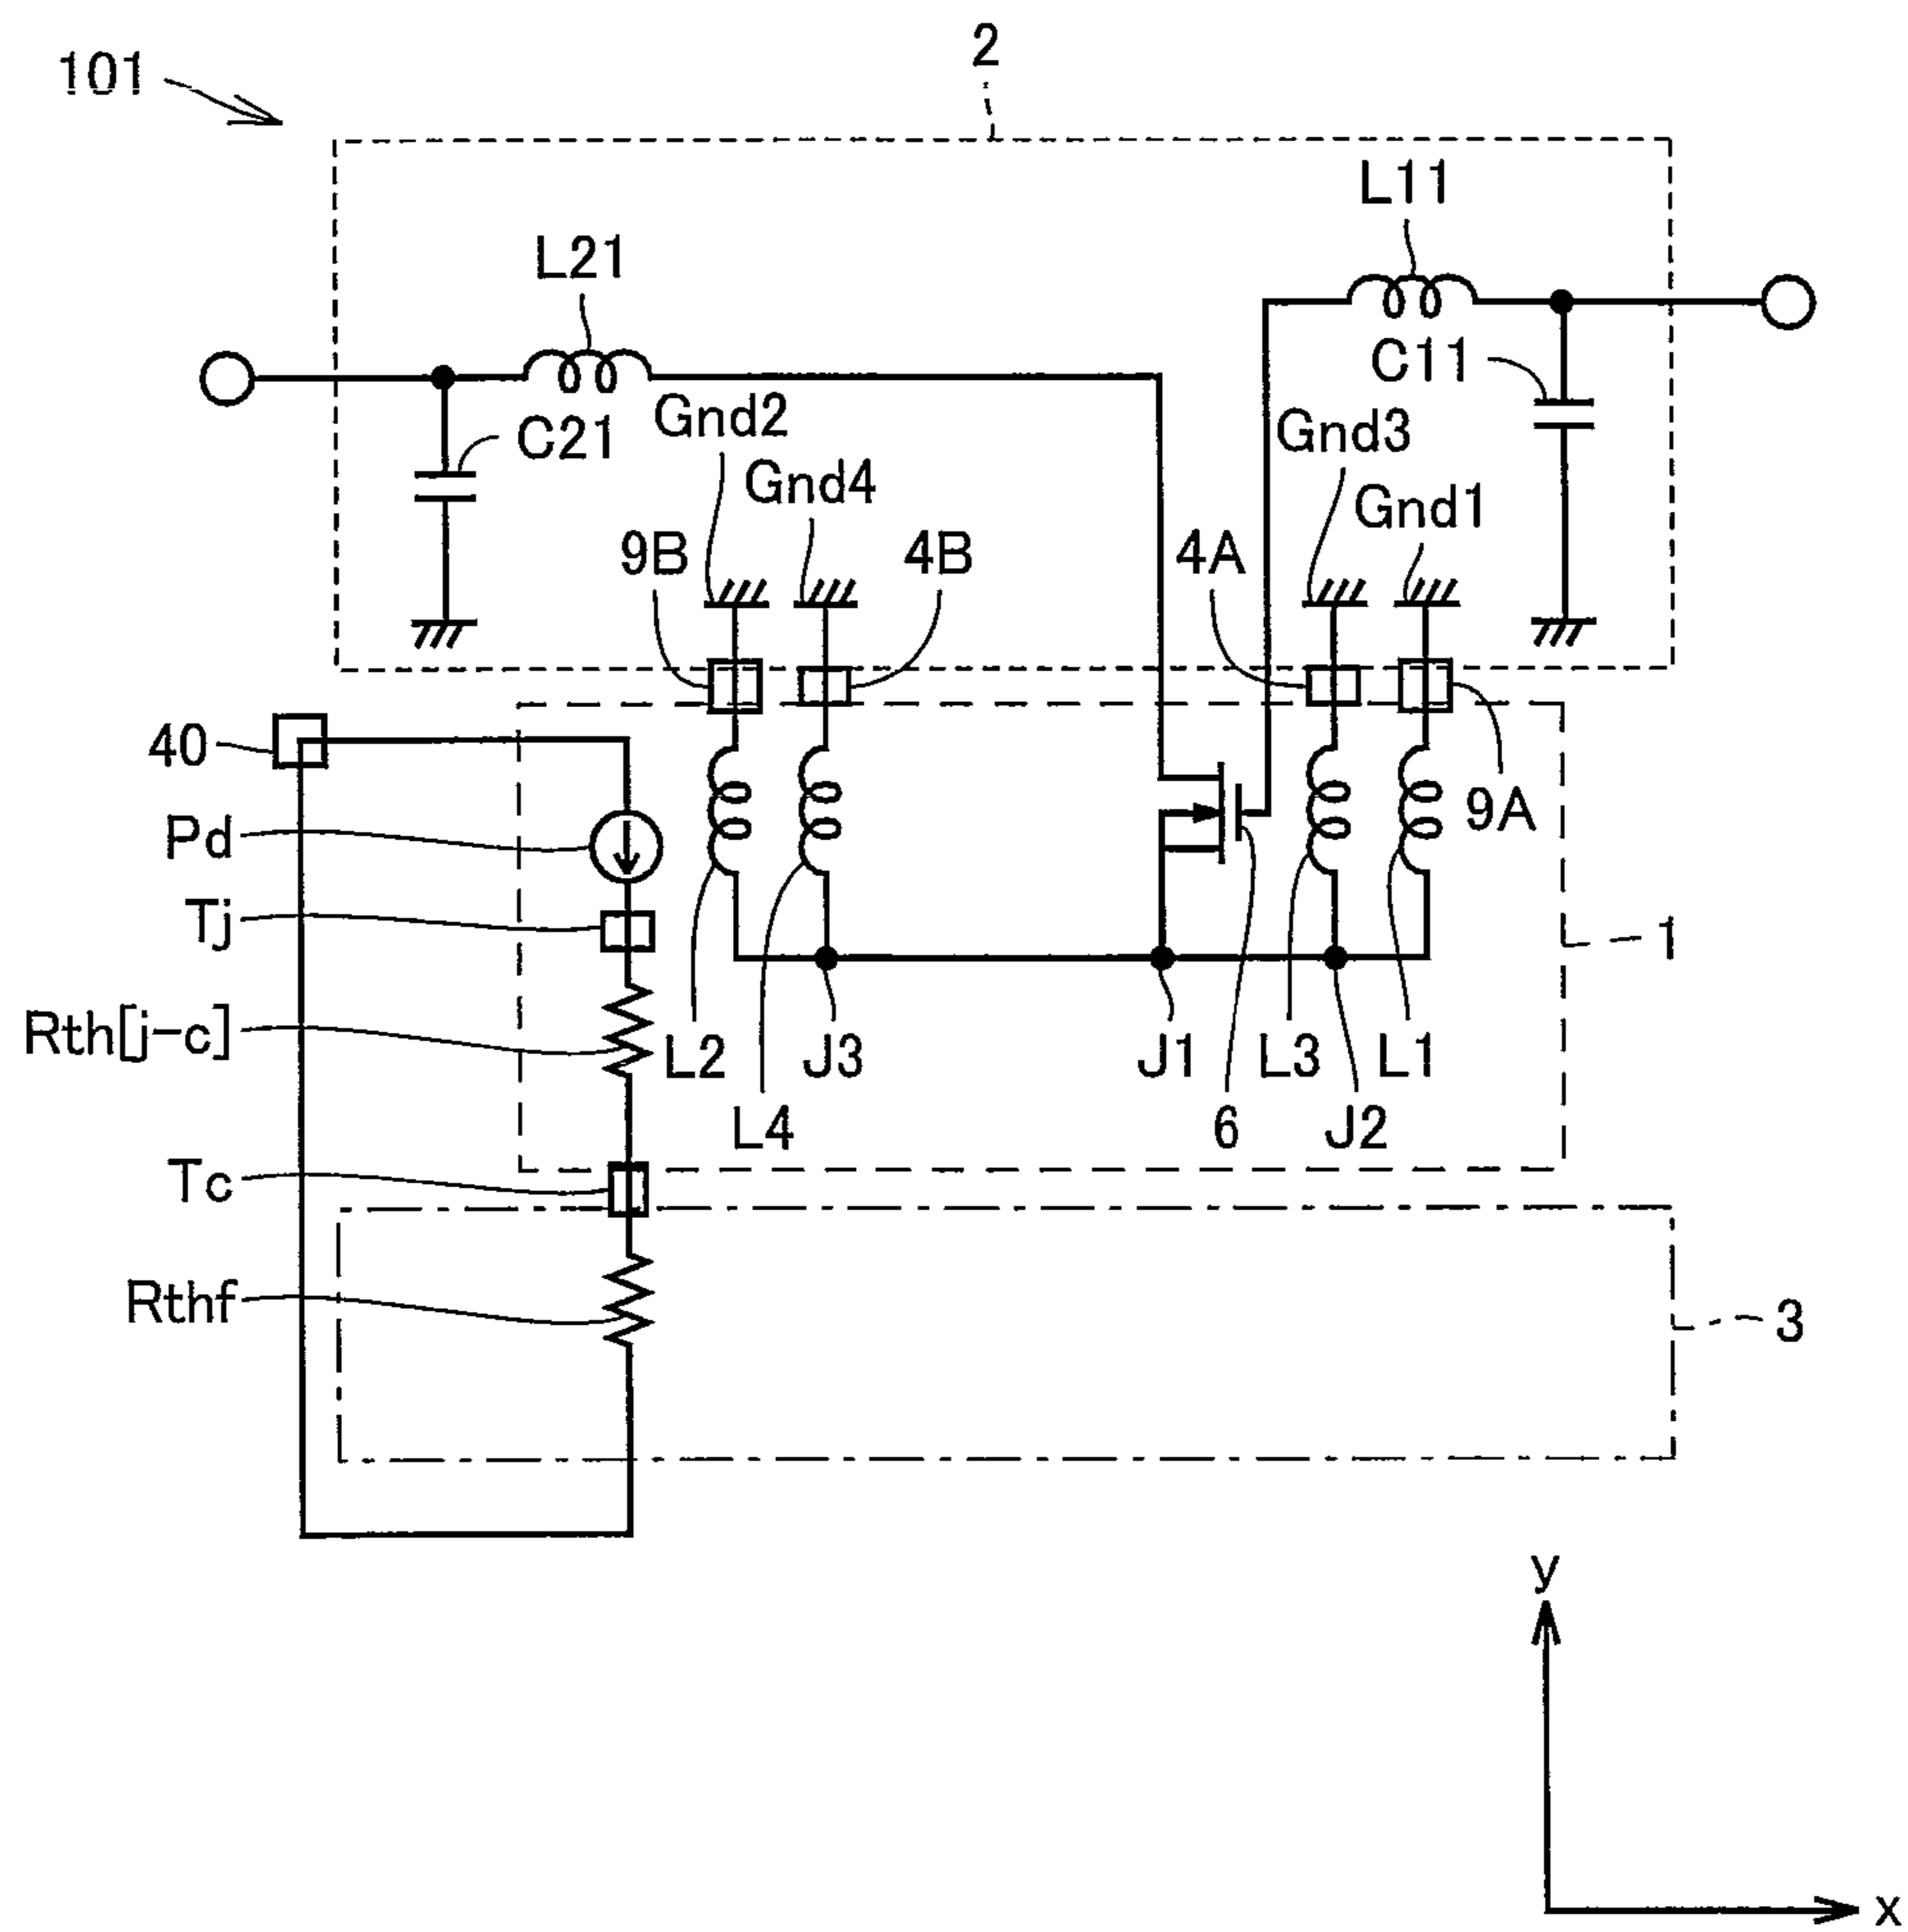 2
101
L11
L21
C11
Gnd2
Gnd3
C21
Gnd4
Gnd1
9B
4B
4A
40
9A
Pd
Tj
1
Rth[j-c]
L2
J3
J1
L3
L1
L4
6
J2
Tc
Rthf
3
y
x